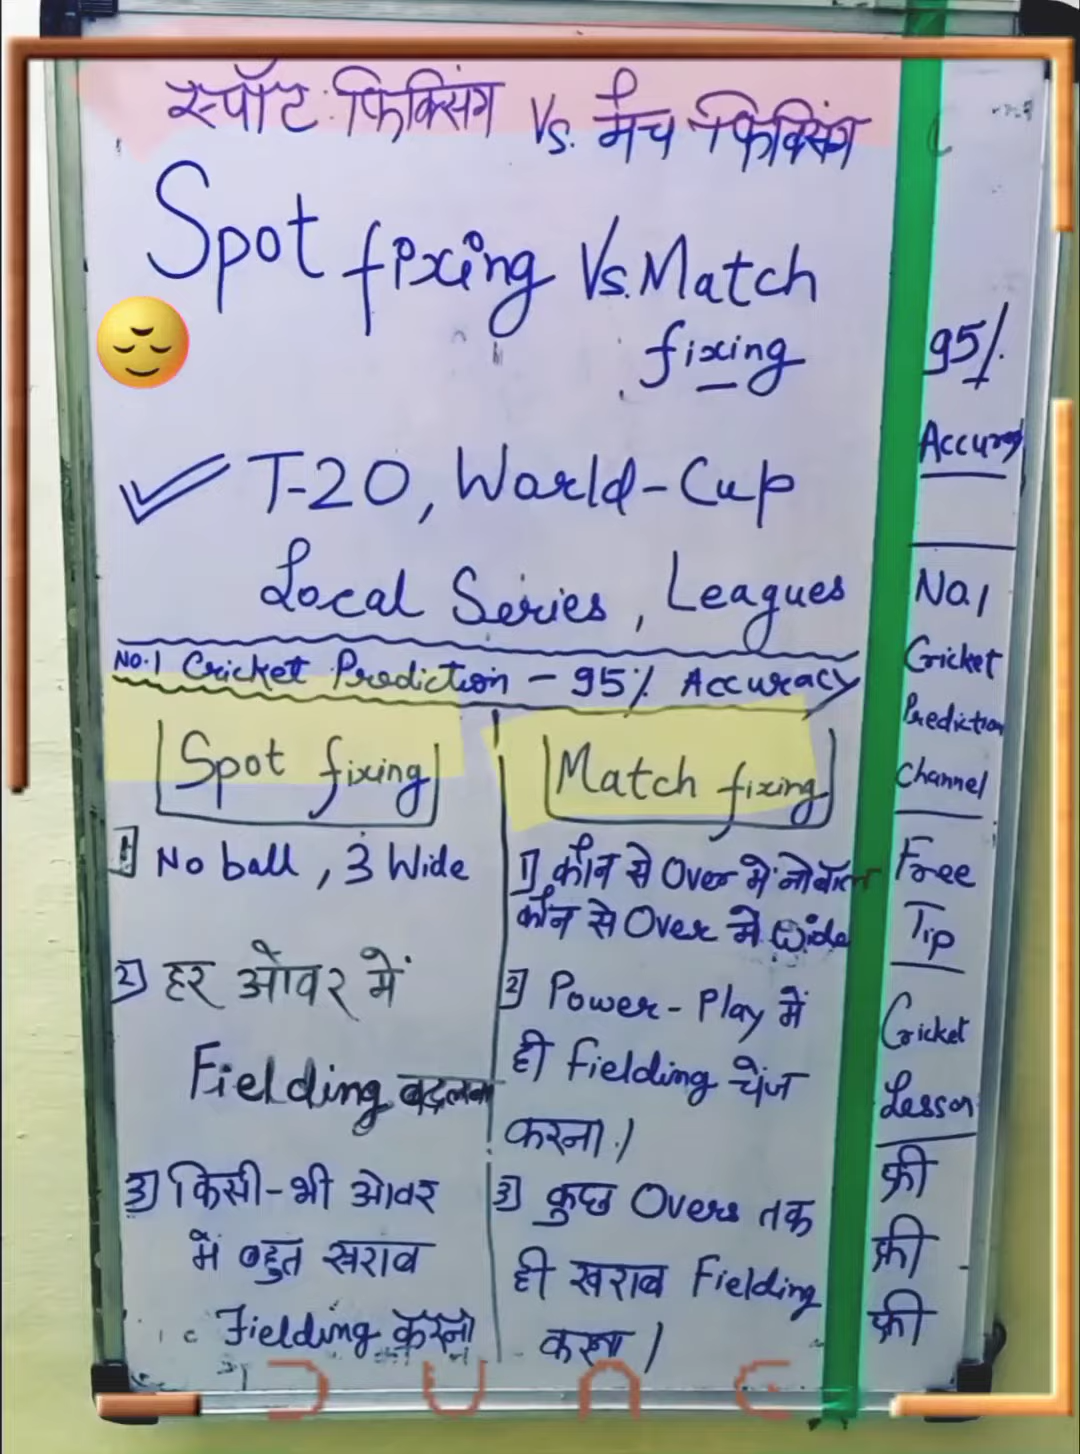 स्पॉट फिक्सिंग Vs. मैच फिक्सिंग
Spot fixing Vs. Match
fixing
T-20, World-Cup
Local Series, Leagues
No.1 Cricket Prediction - 95% Accuracy
Spot fixing
1] No ball, 3 Wide
2] हर ओवर में
Fielding बदलना
3] किसी-भी ओवर
में बहुत खराब
Fielding करना
Match fixing
1] कौन से Over में नोबॉल
कौन से Over में Wide
2] Power-Play में
ही Fielding चेंज
करना।
3] कुछ Overs तक
ही खराब Fielding
करना।
95%
No.1
Cricket
Prediction
Channel
Free
Tip
Cricket
Lesson
फ्री
फ्री
फ्री